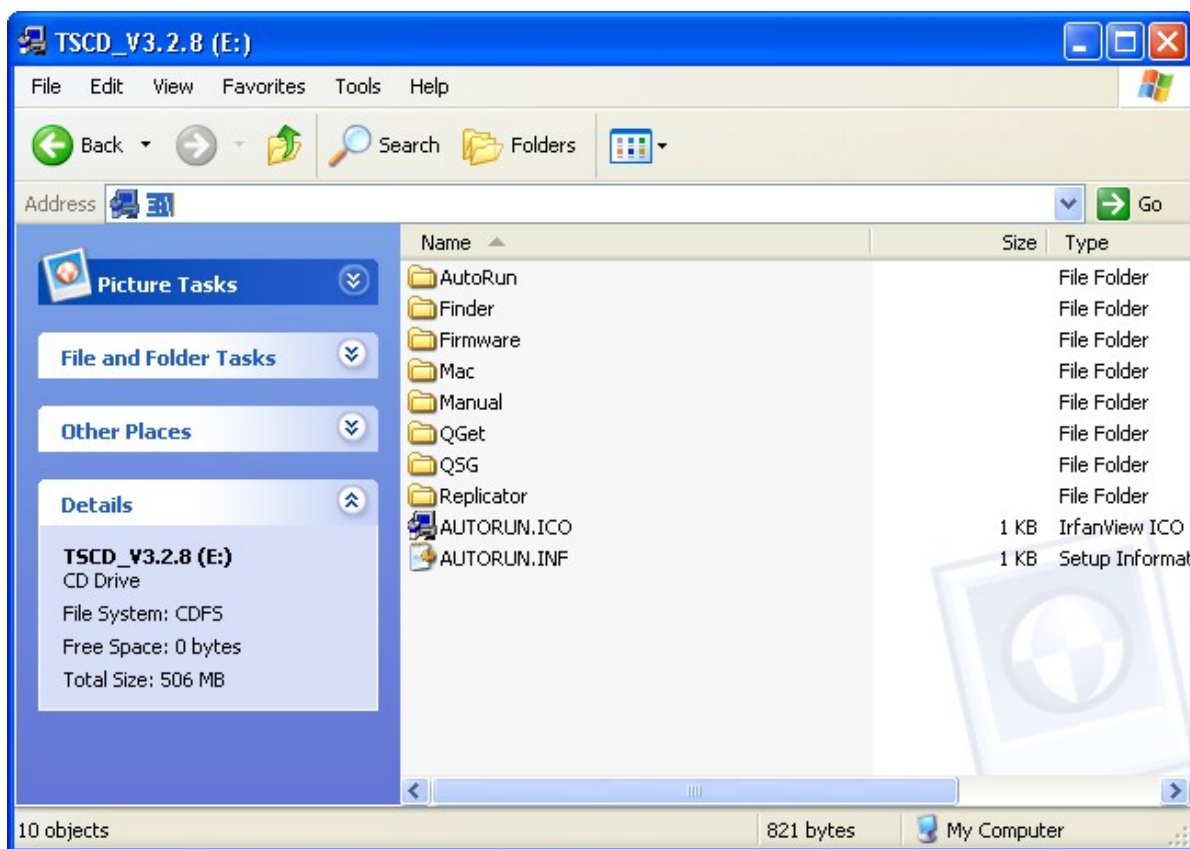 TSCD_V3.2.8 (E:)
File Edit View Favorites Tools Help
Back Search Folders
Address E:\ Go
Picture Tasks
File and Folder Tasks
Other Places
Details
TSCD_V3.2.8 (E:)
CD Drive
File System: CDFS
Free Space: 0 bytes
Total Size: 506 MB
Name Size Type
AutoRun File Folder
Finder File Folder
Firmware File Folder
Mac File Folder
Manual File Folder
QGet File Folder
QSG File Folder
Replicator File Folder
AUTORUN.ICO 1 KB IrfanView ICO
AUTORUN.INF 1 KB Setup Informat
10 objects 821 bytes My Computer